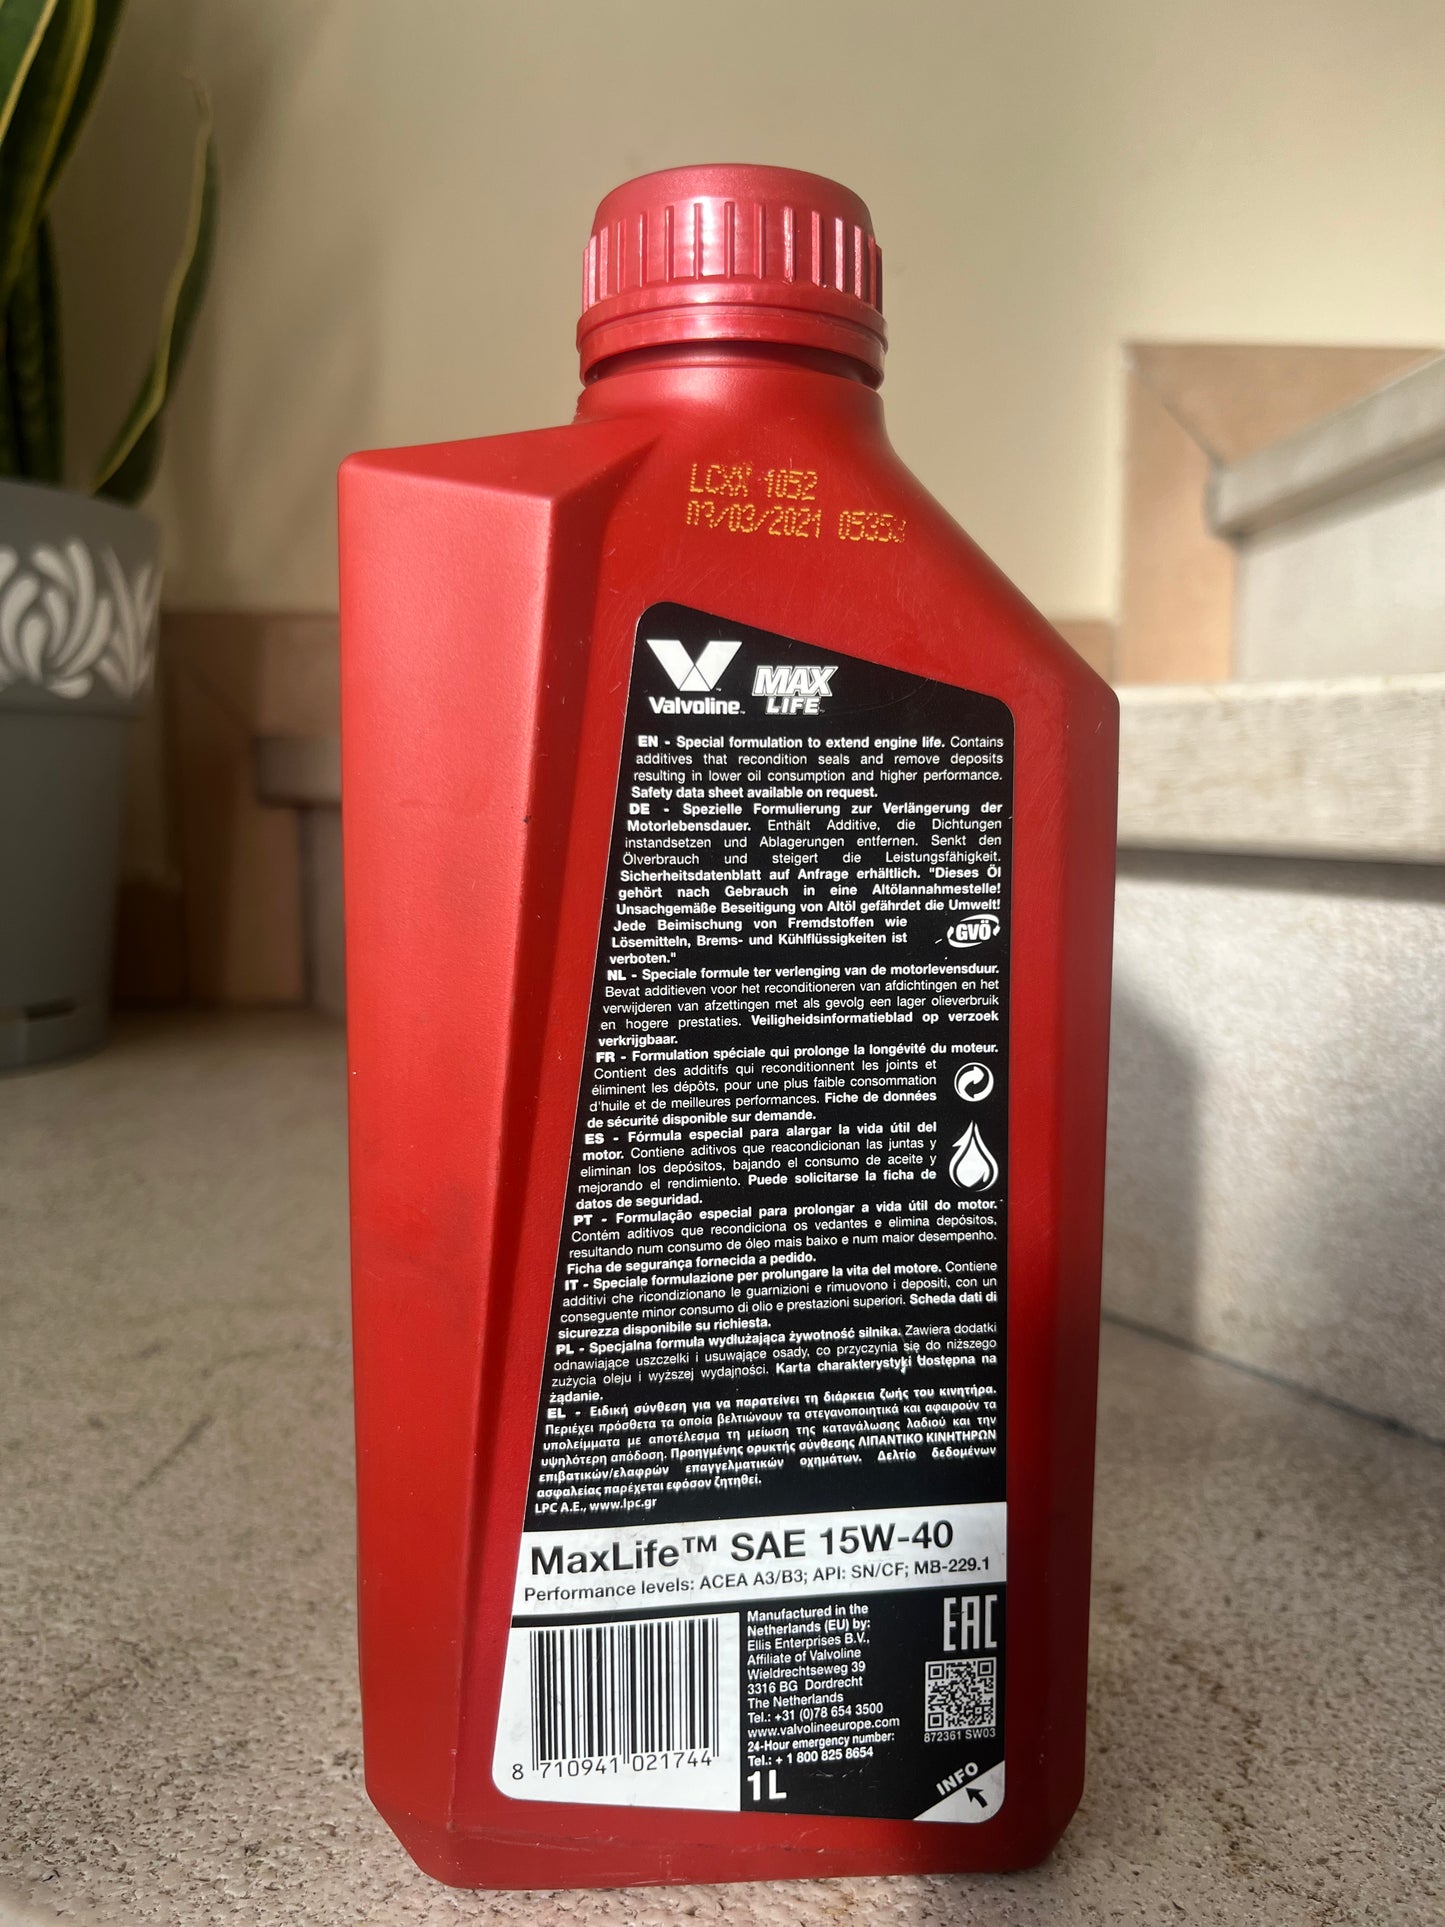 LCXX 1052
/03/2021
Valvoline™ MAX
LIFE™
EN - Special formulation to extend engine life. Contains
additives that recondition seals and remove deposits
resulting in lower oil consumption and higher performance.
Safety data sheet available on request.
DE - Spezielle Formulierung zur Verlängerung der
Motorlebensdauer. Enthält Additive, die Dichtungen
instandsetzen und Ablagerungen entfernen. Senkt den
Ölverbrauch und steigert die Leistungsfähigkeit.
Sicherheitsdatenblatt auf Anfrage erhältlich. "Dieses Öl
gehört nach Gebrauch in eine Altölannahmestelle!
Unsachgemäße Beseitigung von Altöl gefährdet die Umwelt!
Jede Beimischung von Fremdstoffen wie
Lösemitteln, Brems- und Kühlflüssigkeiten ist
verboten."
GVÖ
NL - Speciale formule ter verlenging van de motorlevensduur.
Bevat additieven voor het reconditioneren van afdichtingen en het
verwijderen van afzettingen met als gevolg een lager olieverbruik
en hogere prestaties. Veiligheidsinformatieblad op verzoek
verkrijgbaar.
FR - Formulation spéciale qui prolonge la longévité du moteur.
Contient des additifs qui reconditionnent les joints et
éliminent les dépôts, pour une plus faible consommation
d'huile et de meilleures performances. Fiche de données
de sécurité disponible sur demande.
ES - Fórmula especial para alargar la vida útil del
motor. Contiene aditivos que reacondicionan las juntas y
eliminan los depósitos, bajando el consumo de aceite y
mejorando el rendimiento. Puede solicitarse la ficha de
datos de seguridad.
PT - Formulação especial para prolongar a vida útil do motor.
Contém aditivos que recondiciona os vedantes e elimina depósitos,
resultando num consumo de óleo mais baixo e num maior desempenho.
Ficha de segurança fornecida a pedido.
IT - Speciale formulazione per prolungare la vita del motore. Contiene
additivi che ricondizionano le guarnizioni e rimuovono i depositi, con un
conseguente minor consumo di olio e prestazioni superiori. Scheda dati di
sicurezza disponibile su richiesta.
PL - Specjalna formuła wydłużająca żywotność silnika. Zawiera dodatki
odnawiające uszczelki i usuwające osady, co przyczynia się do niższego
zużycia oleju i wyższej wydajności. Karta charakterystyki dostępna na
żądanie.
EL - Ειδική σύνθεση για να παρατείνει τη διάρκεια ζωής του κινητήρα.
Περιέχει πρόσθετα τα οποία βελτιώνουν τα στεγανοποιητικά και αφαιρούν τα
υπολείμματα με αποτέλεσμα τη μείωση της κατανάλωσης λαδιού και την
υψηλότερη απόδοση. Προηγμένης ορυκτής σύνθεσης ΛΙΠΑΝΤΙΚΟ ΚΙΝΗΤΗΡΩΝ
επιβατικών/ελαφρών επαγγελματικών οχημάτων. Δελτίο δεδομένων
ασφαλείας παρέχεται εφόσον ζητηθεί.
LPC A.E., www.lpc.gr
MaxLife™ SAE 15W-40
Performance levels: ACEA A3/B3; API: SN/CF; MB-229.1
8 710941 021744
Manufactured in the
Netherlands (EU) by:
Ellis Enterprises B.V.,
Affiliate of Valvoline
Wieldrechtseweg 39
3316 BG Dordrecht
The Netherlands
Tel.: +31 (0)78 654 3500
www.valvolineeurope.com
24-Hour emergency number:
Tel.: + 1 800 825 8654
1L
EAC
872361 SW03
INFO